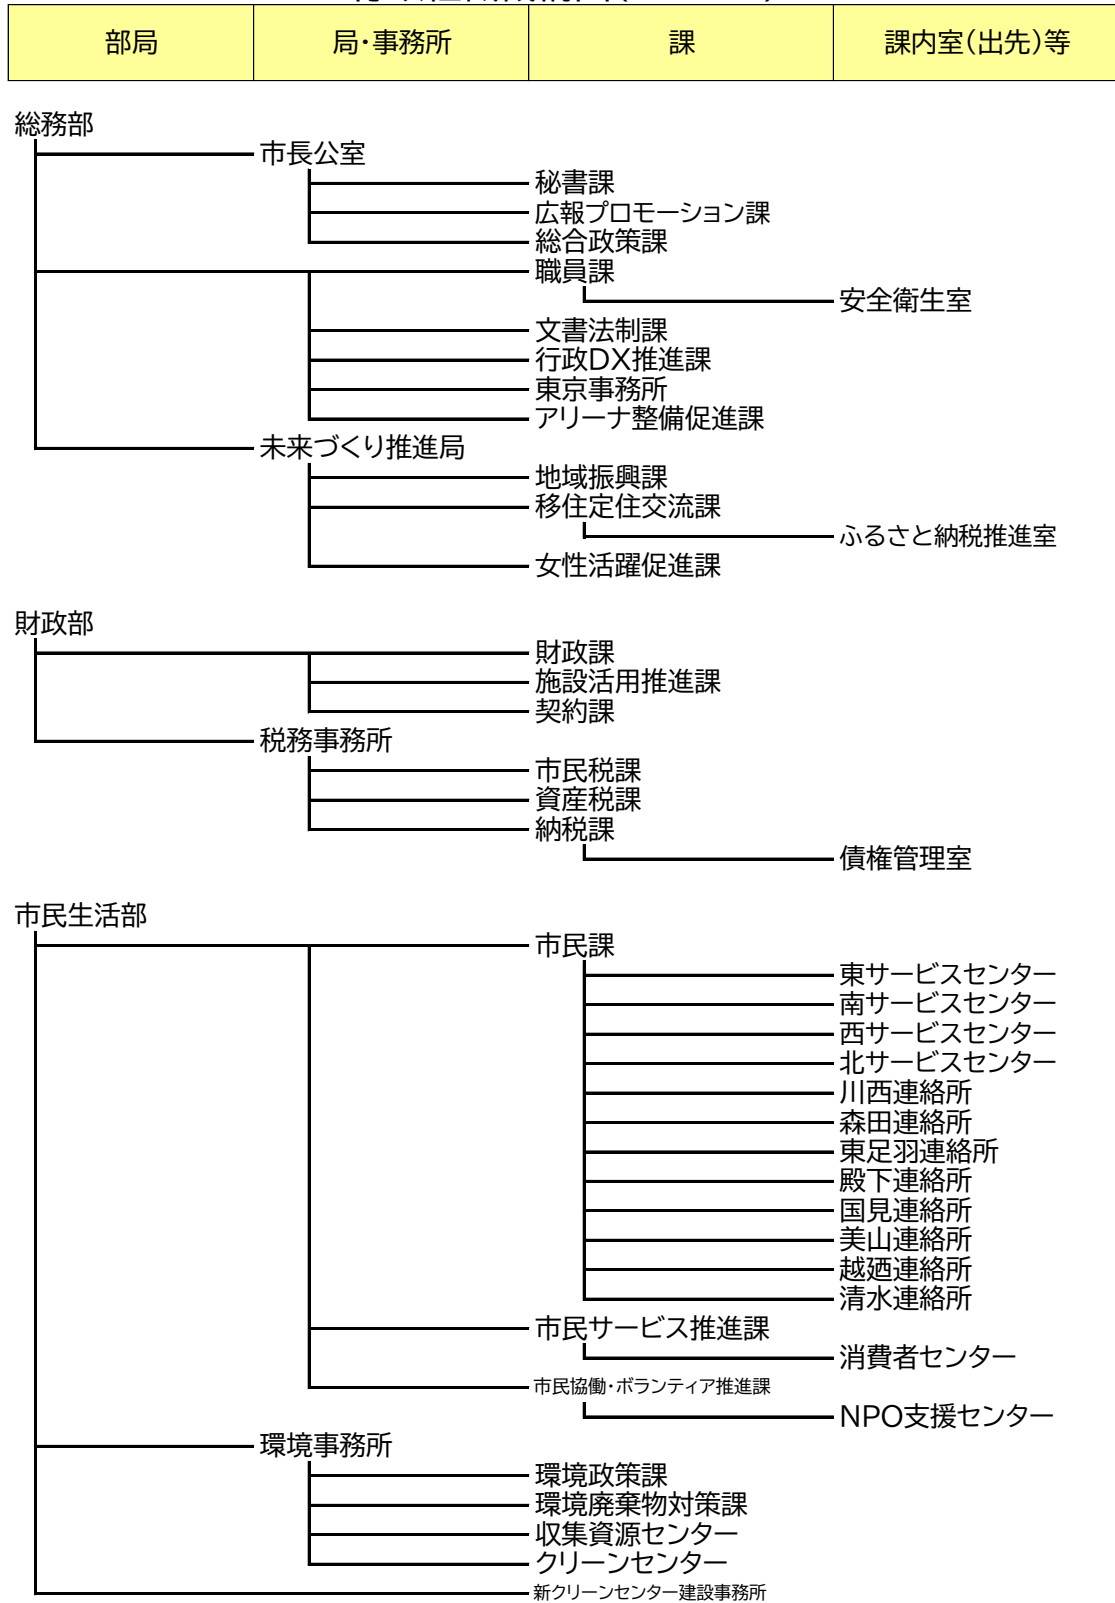 部局 局・事務所 課 課内室(出先)等
総務部
市長公室
秘書課
広報プロモーション課
総合政策課
職員課
安全衛生室
文書法制課
行政DX推進課
東京事務所
アリーナ整備促進課
未来づくり推進局
地域振興課
移住定住交流課
ふるさと納税推進室
女性活躍促進課
財政部
財政課
施設活用推進課
契約課
税務事務所
市民税課
資産税課
納税課
債権管理室
市民生活部
市民課
東サービスセンター
南サービスセンター
西サービスセンター
北サービスセンター
川西連絡所
森田連絡所
東足羽連絡所
殿下連絡所
国見連絡所
美山連絡所
越廼連絡所
清水連絡所
市民サービス推進課
消費者センター
市民協働・ボランティア推進課
NPO支援センター
環境事務所
環境政策課
環境廃棄物対策課
収集資源センター
クリーンセンター
新クリーンセンター建設事務所